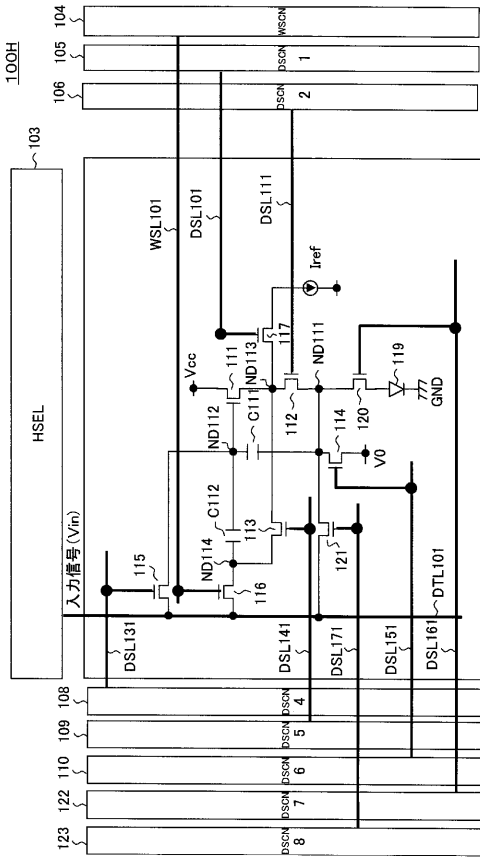 100H
103
HSEL
104
WSCN
105
DSCN
1
106
DSCN
2
入力信号(Vin)
WSL101
DSL101
DSL111
DSL131
115
ND114
116
C112
ND112
C111
Vcc
111
ND113
117
Iref
113
112
ND111
114
V0
120
119
GND
121
DSL141
DSL171
DSL151
DTL101
DSL161
108
DSCN
4
109
DSCN
5
110
DSCN
6
122
DSCN
7
123
DSCN
8